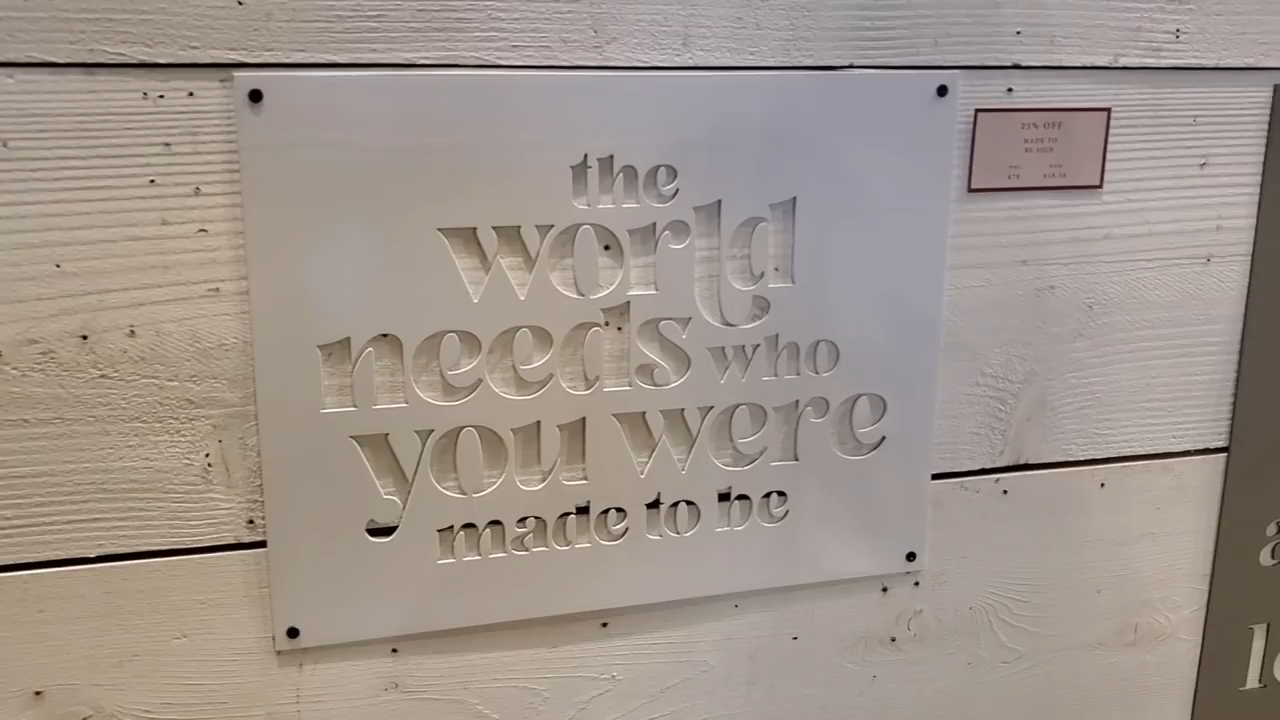 the
world
needs who
you were
made to be
25% OFF
MADE TO
BE SIGN